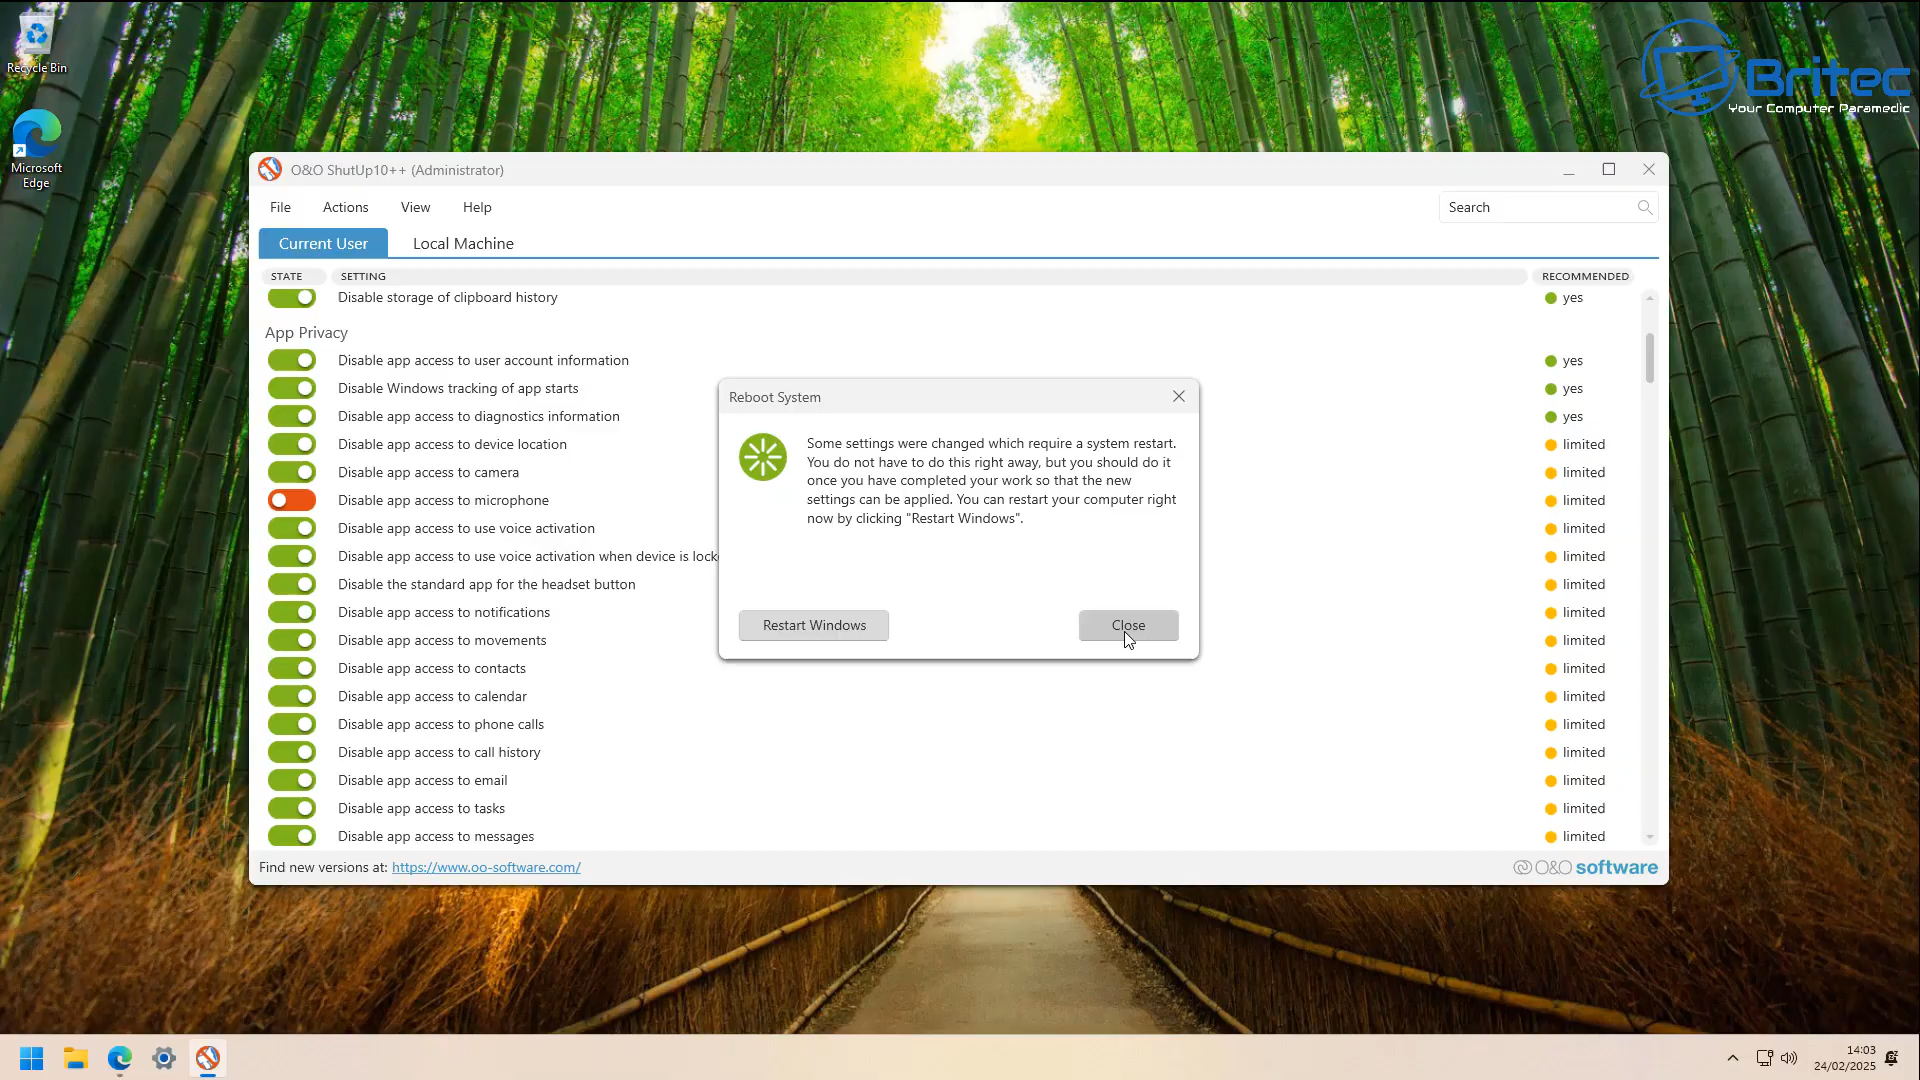 Recycle Bin
Microsoft
Edge
Britec
Your Computer Paramedic
O&O ShutUp10++ (Administrator)
File Actions View Help
Search
Current User Local Machine
STATE SETTING RECOMMENDED
Disable storage of clipboard history yes
App Privacy
Disable app access to user account information yes
Disable Windows tracking of app starts yes
Disable app access to diagnostics information yes
Disable app access to device location limited
Disable app access to camera limited
Disable app access to microphone limited
Disable app access to use voice activation limited
Disable app access to use voice activation when device is locke limited
Disable the standard app for the headset button limited
Disable app access to notifications limited
Disable app access to movements limited
Disable app access to contacts limited
Disable app access to calendar limited
Disable app access to phone calls limited
Disable app access to call history limited
Disable app access to email limited
Disable app access to tasks limited
Disable app access to messages limited
Reboot System
Some settings were changed which require a system restart.
You do not have to do this right away, but you should do it
once you have completed your work so that the new
settings can be applied. You can restart your computer right
now by clicking "Restart Windows".
Restart Windows Close
Find new versions at: https://www.oo-software.com/
O&O software
14:03
24/02/2025